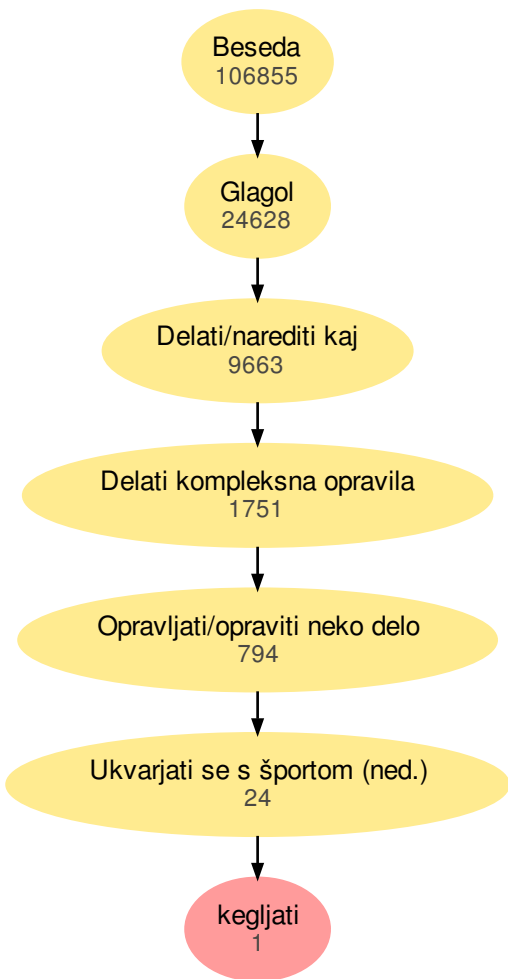 Beseda
106855
Glagol
24628
Delati/narediti kaj
9663
Delati kompleksna opravila
1751
Opravljati/opraviti neko delo
794
Ukvarjati se s športom (ned.)
24
kegljati
1